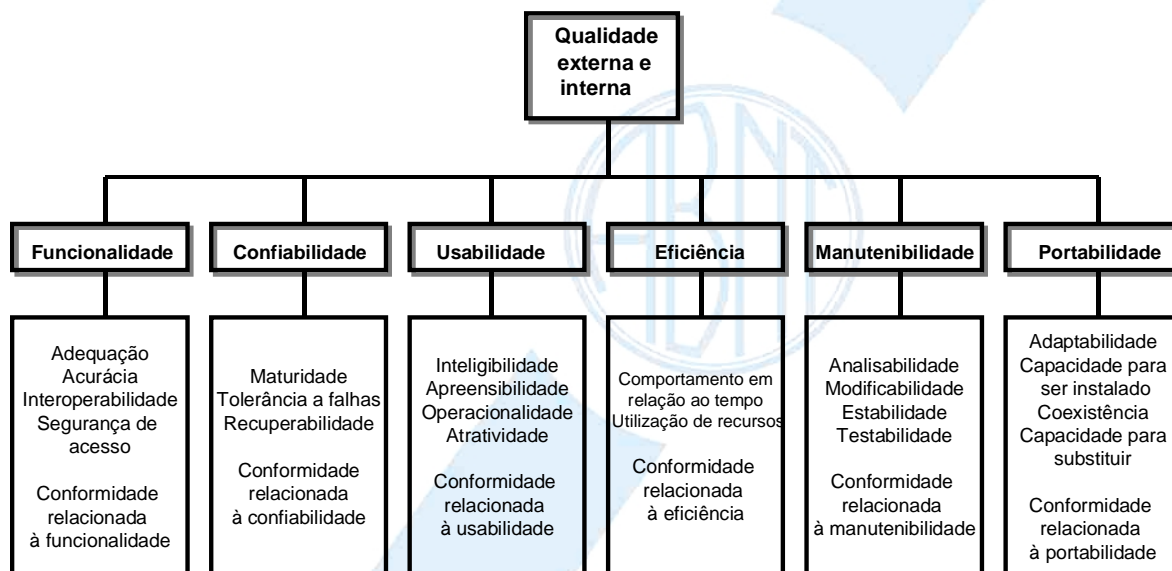 Qualidade
externa e
interna
Funcionalidade
Confiabilidade
Usabilidade
Eficiência
Manutenibilidade
Portabilidade
Adequação
Acurácia
Interoperabilidade
Segurança de
acesso
Conformidade
relacionada
à funcionalidade
Maturidade
Tolerância a falhas
Recuperabilidade
Conformidade
relacionada
à confiabilidade
Inteligibilidade
Apreensibilidade
Operacionalidade
Atratividade
Conformidade
relacionada
à usabilidade
Comportamento em
relação ao tempo
Utilização de recursos
Conformidade
relacionada
à eficiência
Analisabilidade
Modificabilidade
Estabilidade
Testabilidade
Conformidade
relacionada
à manutenibilidade
Adaptabilidade
Capacidade para
ser instalado
Coexistência
Capacidade para
substituir
Conformidade
relacionada
à portabilidade
ABNT